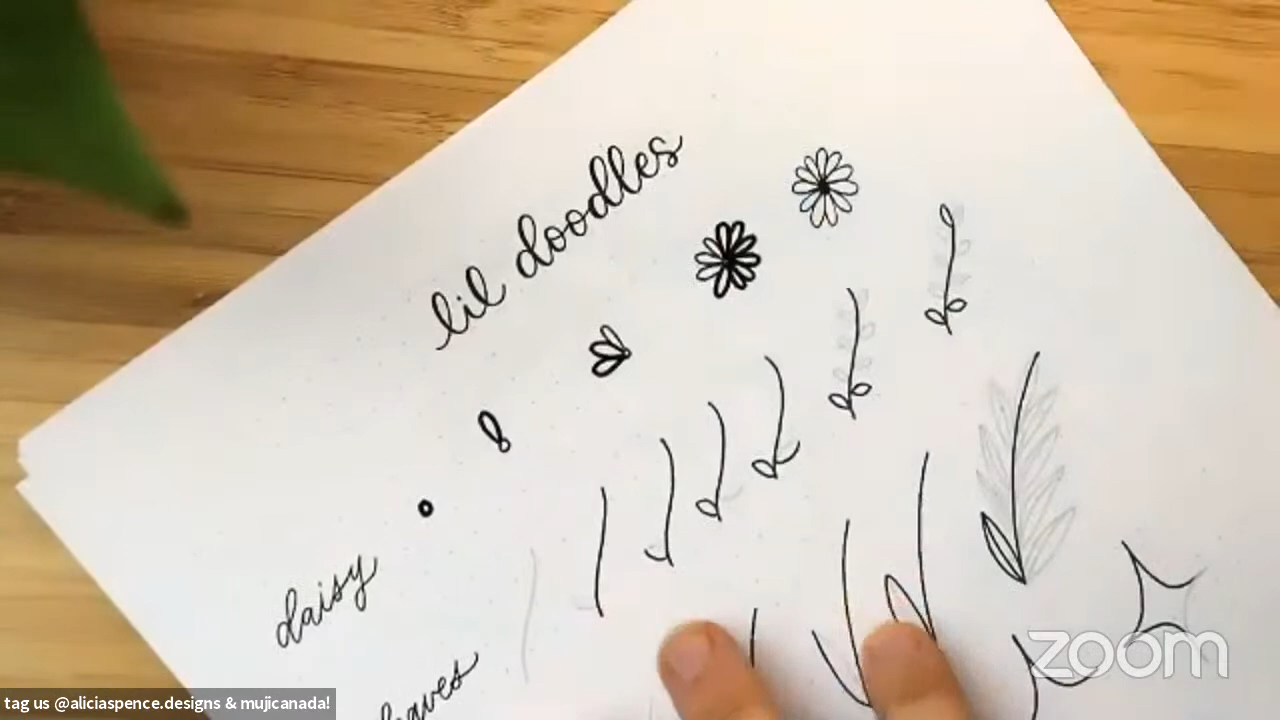 lil doodles
daisy
leaves
zoom
tag us @aliciaspence.designs & mujicanada!